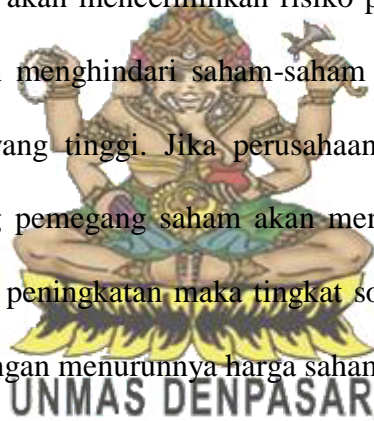 akan mencerminkan risiko p
menghindari saham-saham
yang tinggi. Jika perusahaan
pemegang saham akan men
peningkatan maka tingkat so
ngan menurunnya harga saham
UNMAS DENPASAR